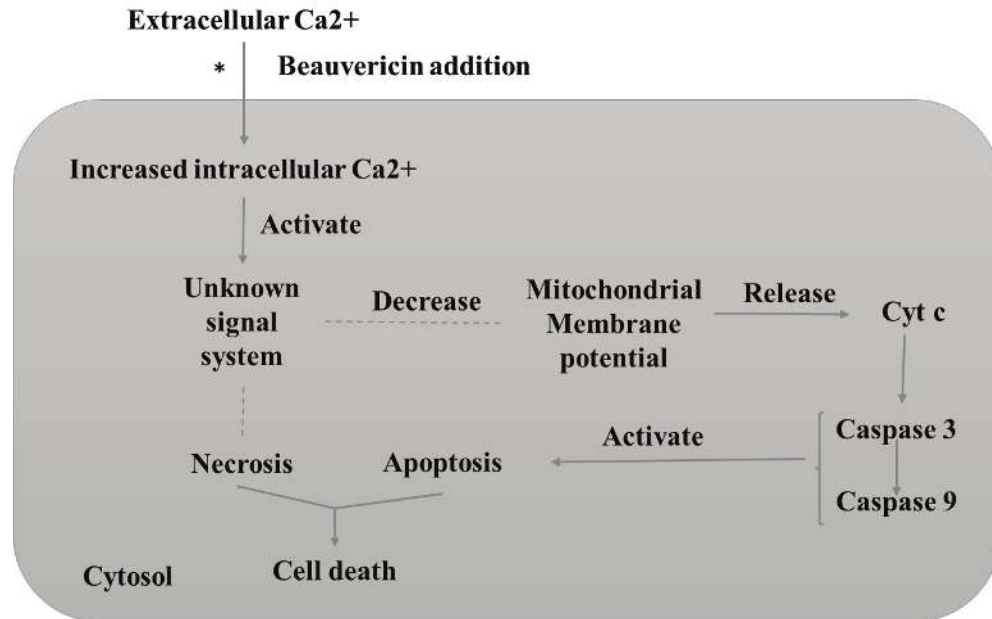 Extracellular Ca2+
* Beauvericin addition
Increased intracellular Ca2+
Activate
Unknown
signal
system
Decrease
Mitochondrial
Membrane
potential
Release
Cyt c
Necrosis
Apoptosis
Activate
Caspase 3
Caspase 9
Cell death
Cytosol